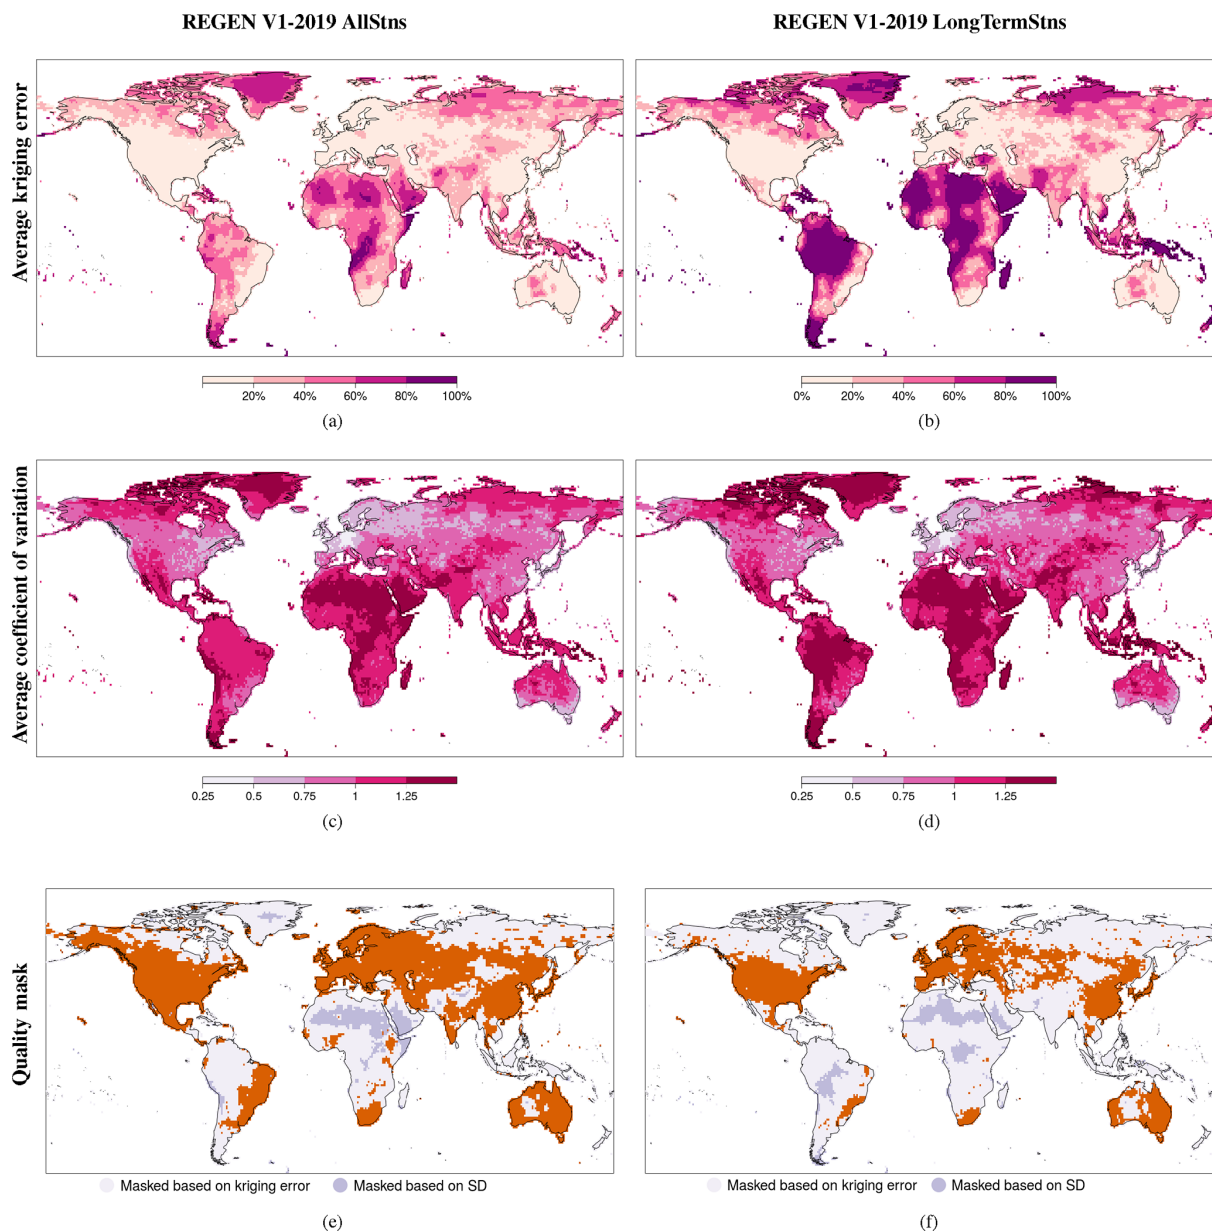 REGEN V1-2019 AllStns
REGEN V1-2019 LongTermStns
Average kriging error
20% 40% 60% 80% 100%
0% 20% 40% 60% 80% 100%
(a)
(b)
Average coefficient of variation
0.25 0.5 0.75 1 1.25
0.25 0.5 0.75 1 1.25
(c)
(d)
Quality mask
Masked based on kriging error Masked based on SD
Masked based on kriging error Masked based on SD
(e)
(f)